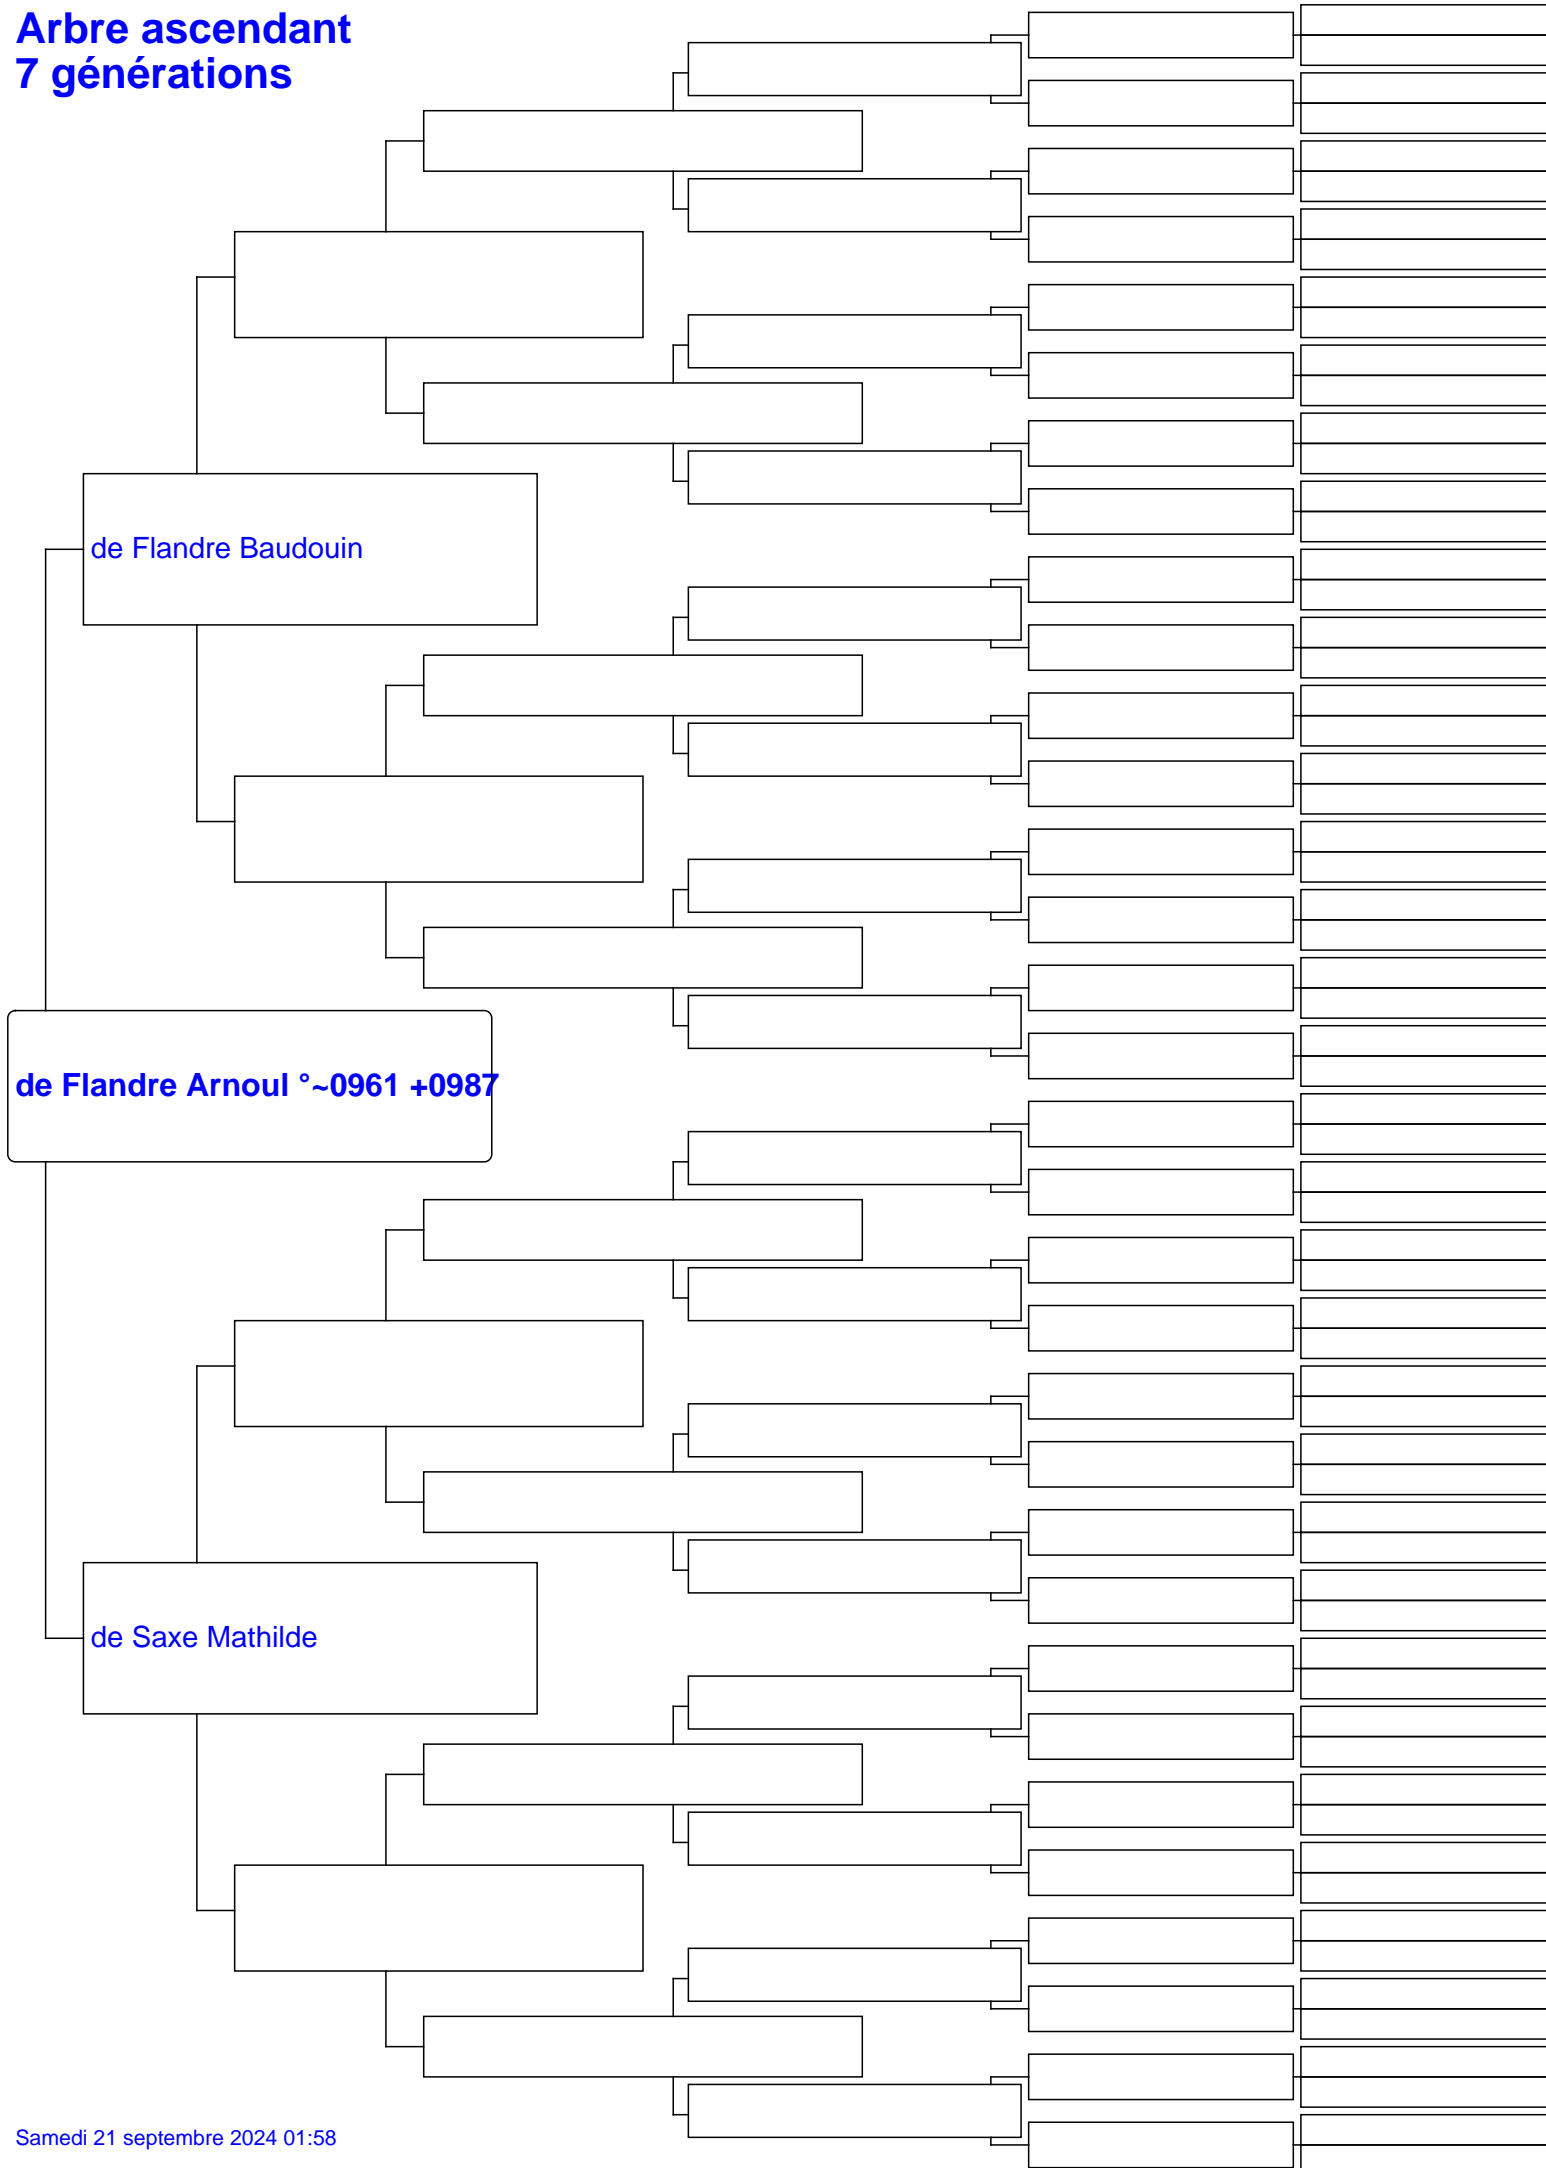 Arbre ascendant
7 générations
de Flandre Baudouin
de Flandre Arnoul °~0961 +0987
de Saxe Mathilde
Samedi 21 septembre 2024 01:58